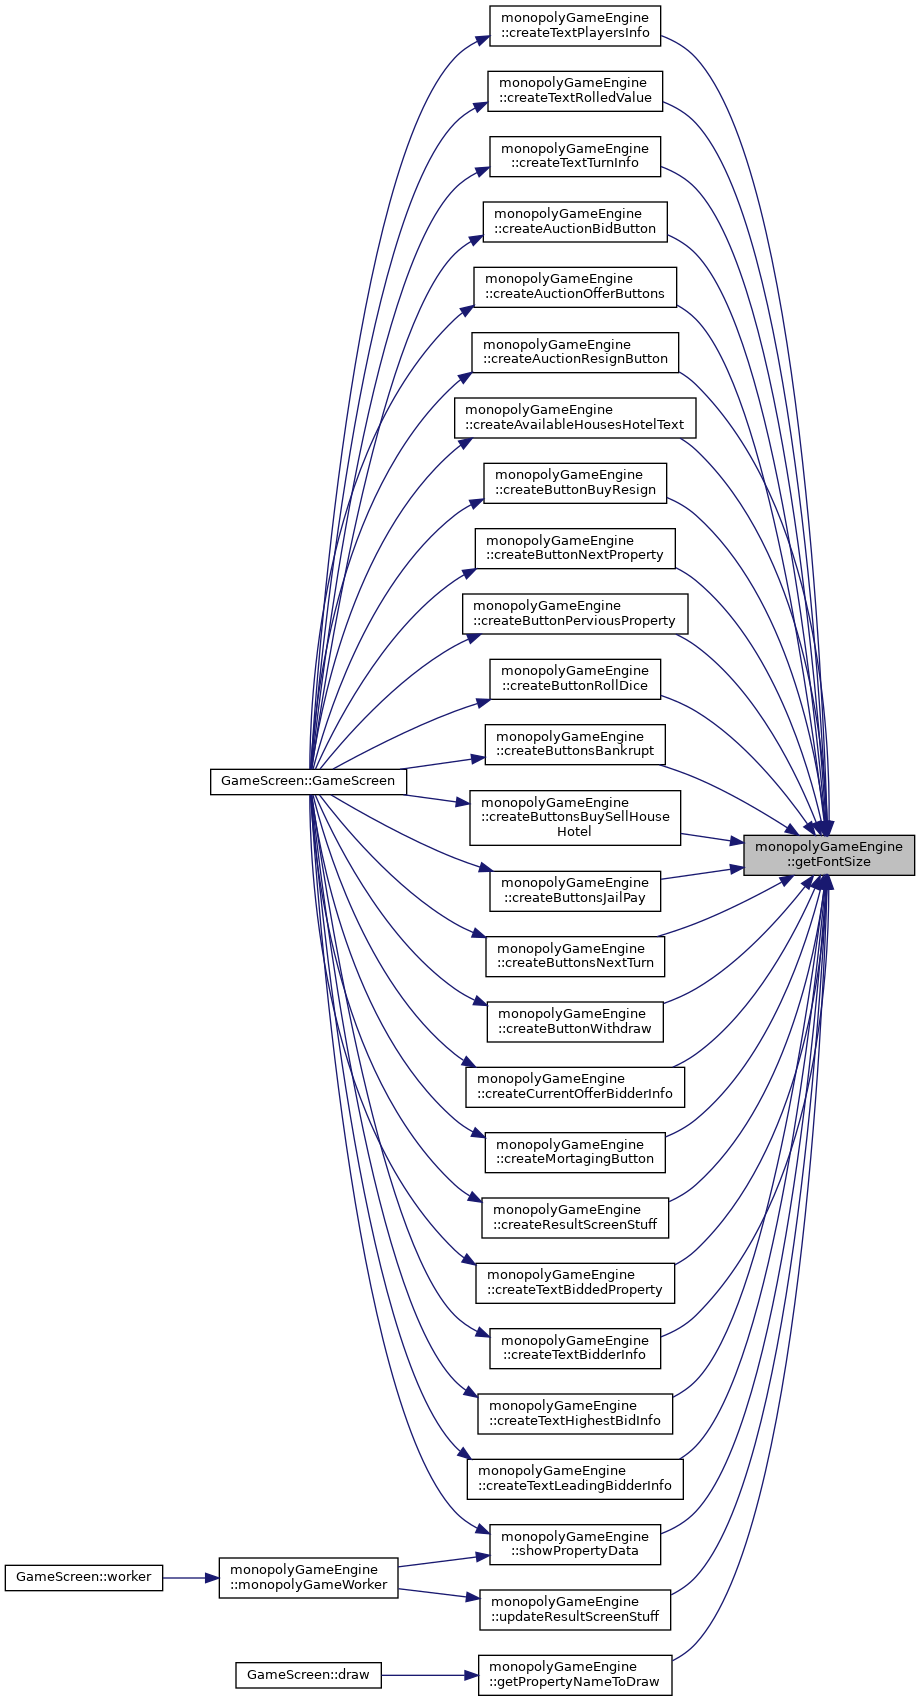 monopolyGameEngine
::createTextPlayersInfo
monopolyGameEngine
::createTextRolledValue
monopolyGameEngine
::createTextTurnInfo
monopolyGameEngine
::createAuctionBidButton
monopolyGameEngine
::createAuctionOfferButtons
monopolyGameEngine
::createAuctionResignButton
monopolyGameEngine
::createAvailableHousesHotelText
monopolyGameEngine
::createButtonBuyResign
monopolyGameEngine
::createButtonNextProperty
monopolyGameEngine
::createButtonPerviousProperty
monopolyGameEngine
::createButtonRollDice
monopolyGameEngine
::createButtonsBankrupt
GameScreen::GameScreen
monopolyGameEngine
::createButtonsBuySellHouse
Hotel
monopolyGameEngine
::getFontSize
monopolyGameEngine
::createButtonsJailPay
monopolyGameEngine
::createButtonsNextTurn
monopolyGameEngine
::createButtonWithdraw
monopolyGameEngine
::createCurrentOfferBidderInfo
monopolyGameEngine
::createMortagingButton
monopolyGameEngine
::createResultScreenStuff
monopolyGameEngine
::createTextBiddedProperty
monopolyGameEngine
::createTextBidderInfo
monopolyGameEngine
::createTextHighestBidInfo
monopolyGameEngine
::createTextLeadingBidderInfo
monopolyGameEngine
::showPropertyData
GameScreen::worker
monopolyGameEngine
::monopolyGameWorker
monopolyGameEngine
::updateResultScreenStuff
GameScreen::draw
monopolyGameEngine
::getPropertyNameToDraw